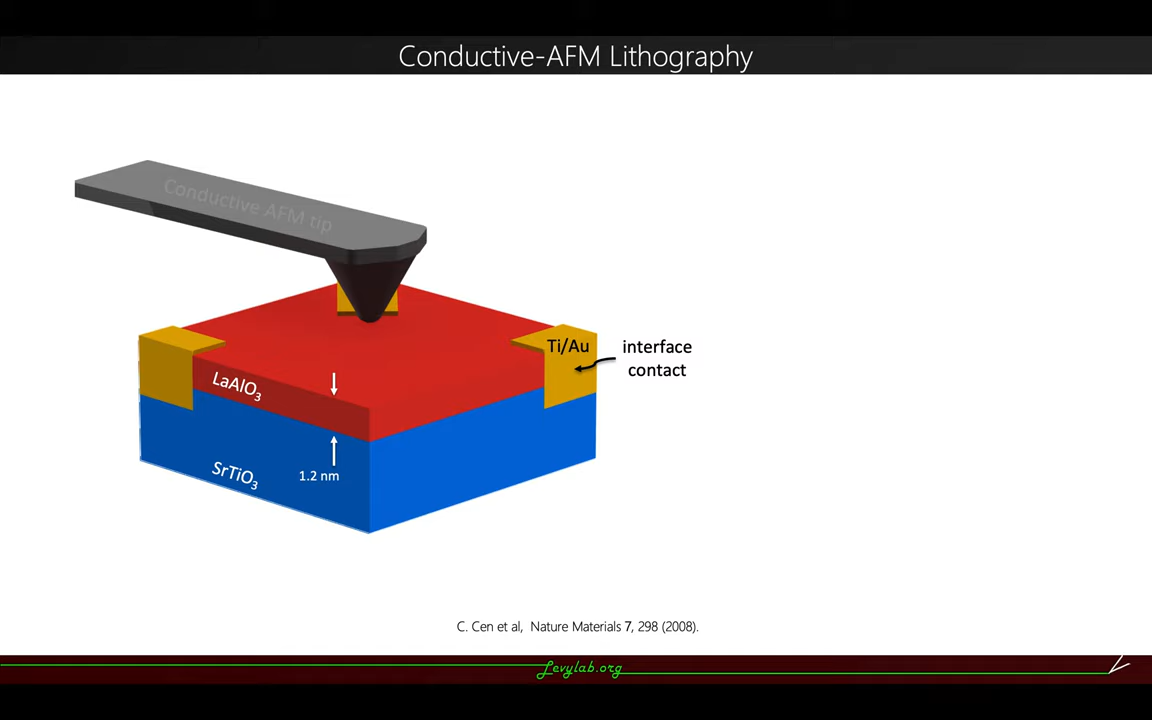 Conductive-AFM Lithography
Conductive AFM tip
Ti/Au
interface
contact
LaAlO₃
1.2 nm
SrTiO₃
C. Cen et al, Nature Materials 7, 298 (2008).
Levylab.org